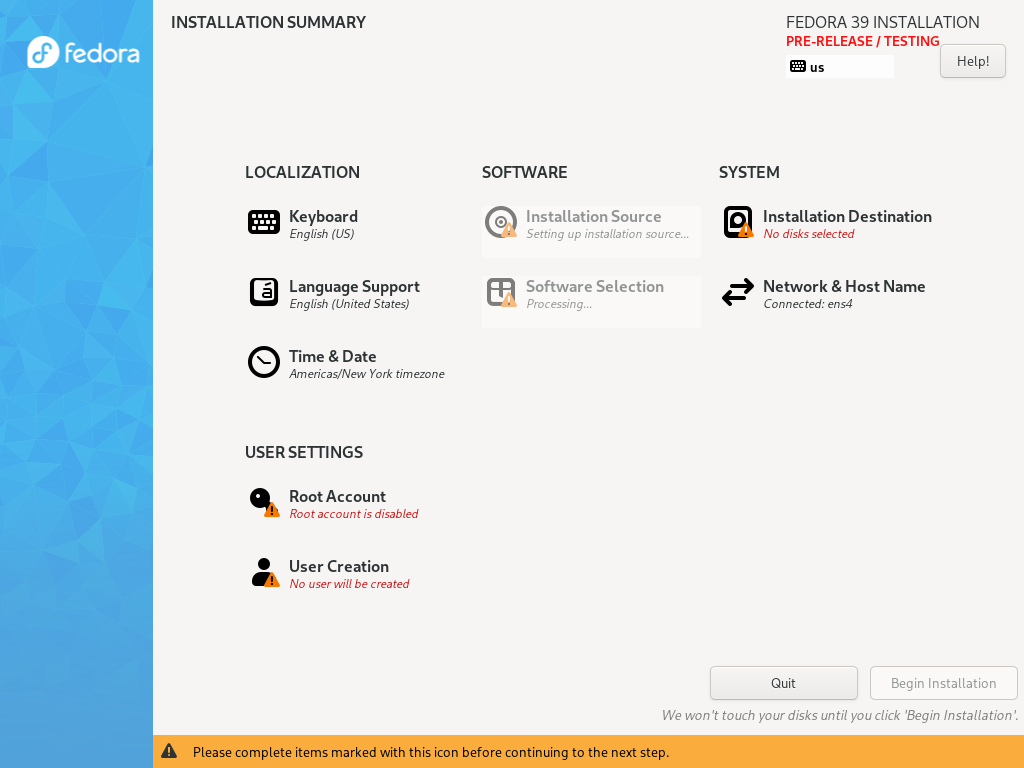 INSTALLATION SUMMARY
FEDORA 39 INSTALLATION
PRE-RELEASE / TESTING
fedora
us
Help!
LOCALIZATION
Keyboard
English (US)
Language Support
English (United States)
Time & Date
Americas/New York timezone
SOFTWARE
Installation Source
Setting up installation source...
Software Selection
Processing...
SYSTEM
Installation Destination
No disks selected
Network & Host Name
Connected: ens4
USER SETTINGS
Root Account
Root account is disabled
User Creation
No user will be created
Quit
Begin Installation
We won't touch your disks until you click 'Begin Installation'.
Please complete items marked with this icon before continuing to the next step.